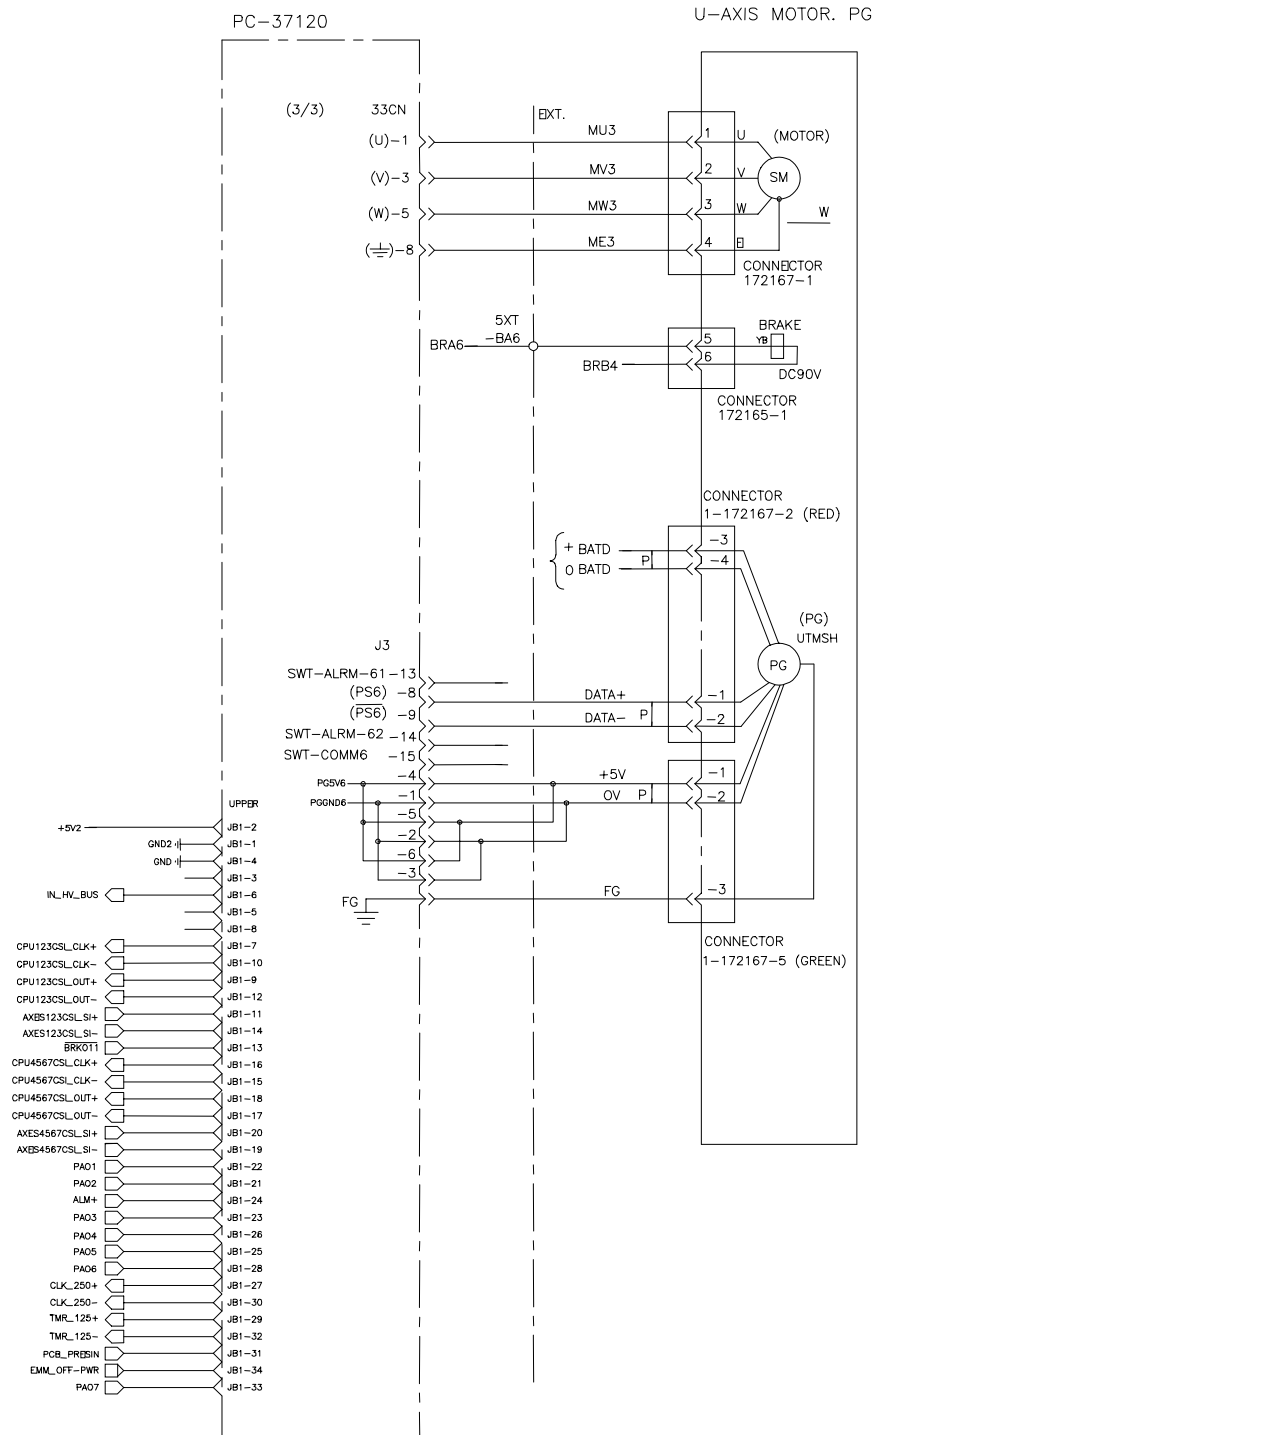 PC-37120
U-AXIS MOTOR. PG
(3/3) 33CN
EXT.
(U)-1
MU3
1
U
(MOTOR)
(V)-3
MV3
2
V
SM
(W)-5
MW3
3
W
W
( )-8
ME3
4
E
CONNECTOR
172167-1
5XT
-BA6
BRA6
5
BRAKE
YB
BRB4
6
DC90V
CONNECTOR
172165-1
CONNECTOR
1-172167-2 (RED)
+ BATD
P
-3
0 BATD
-4
(PG)
UTMSH
PG
J3
SWT-ALRM-61 -13
(PS6) -8
DATA+
-1
(PS6) -9
DATA-
P
-2
SWT-ALRM-62 -14
SWT-COMM6 -15
PG5V6
-4
+5V
-1
PGGND6
-1
0V
P
-2
-5
-2
-6
-3
FG
FG
-3
CONNECTOR
1-172167-5 (GREEN)
UPPER
+5V2
JB1-2
GND2
JB1-1
GND
JB1-4
JB1-3
IN_HV_BUS
JB1-6
JB1-5
JB1-8
CPU123CSL_CLK+
JB1-7
CPU123CSL_CLK-
JB1-10
CPU123CSL_OUT+
JB1-9
CPU123CSL_OUT-
JB1-12
AXES123CSL_SI+
JB1-11
AXES123CSL_SI-
JB1-14
BRK011
JB1-13
CPU4567CSL_CLK+
JB1-16
CPU4567CSL_CLK-
JB1-15
CPU4567CSL_OUT+
JB1-18
CPU4567CSL_OUT-
JB1-17
AXES4567CSL_SI+
JB1-20
AXES4567CSL_SI-
JB1-19
PA01
JB1-22
PA02
JB1-21
ALM+
JB1-24
PA03
JB1-23
PA04
JB1-26
PA05
JB1-25
PA06
JB1-28
CLK_250+
JB1-27
CLK_250-
JB1-30
TMR_125+
JB1-29
TMR_125-
JB1-32
PCB_PRESIN
JB1-31
EMM_OFF-PWR
JB1-34
PA07
JB1-33